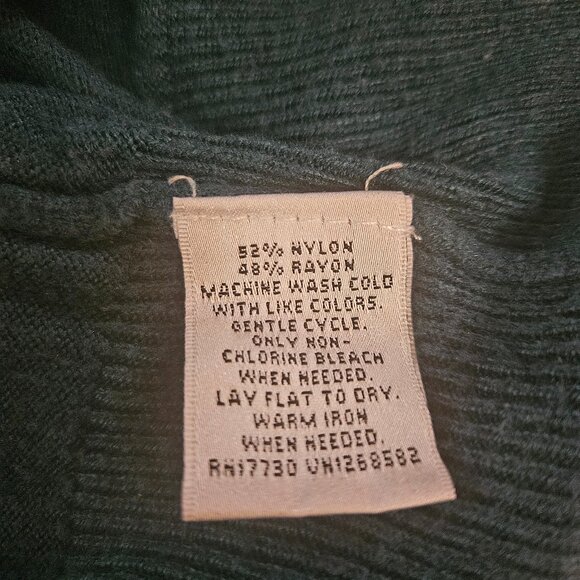 52% NYLON
48% RAYON
MACHINE WASH COLD
WITH LIKE COLORS.
GENTLE CYCLE.
ONLY NON-
CHLORINE BLEACH
WHEN NEEDED.
LAY FLAT TO DRY.
WARM IRON
WHEN NEEDED.
RN17730 VN1268582